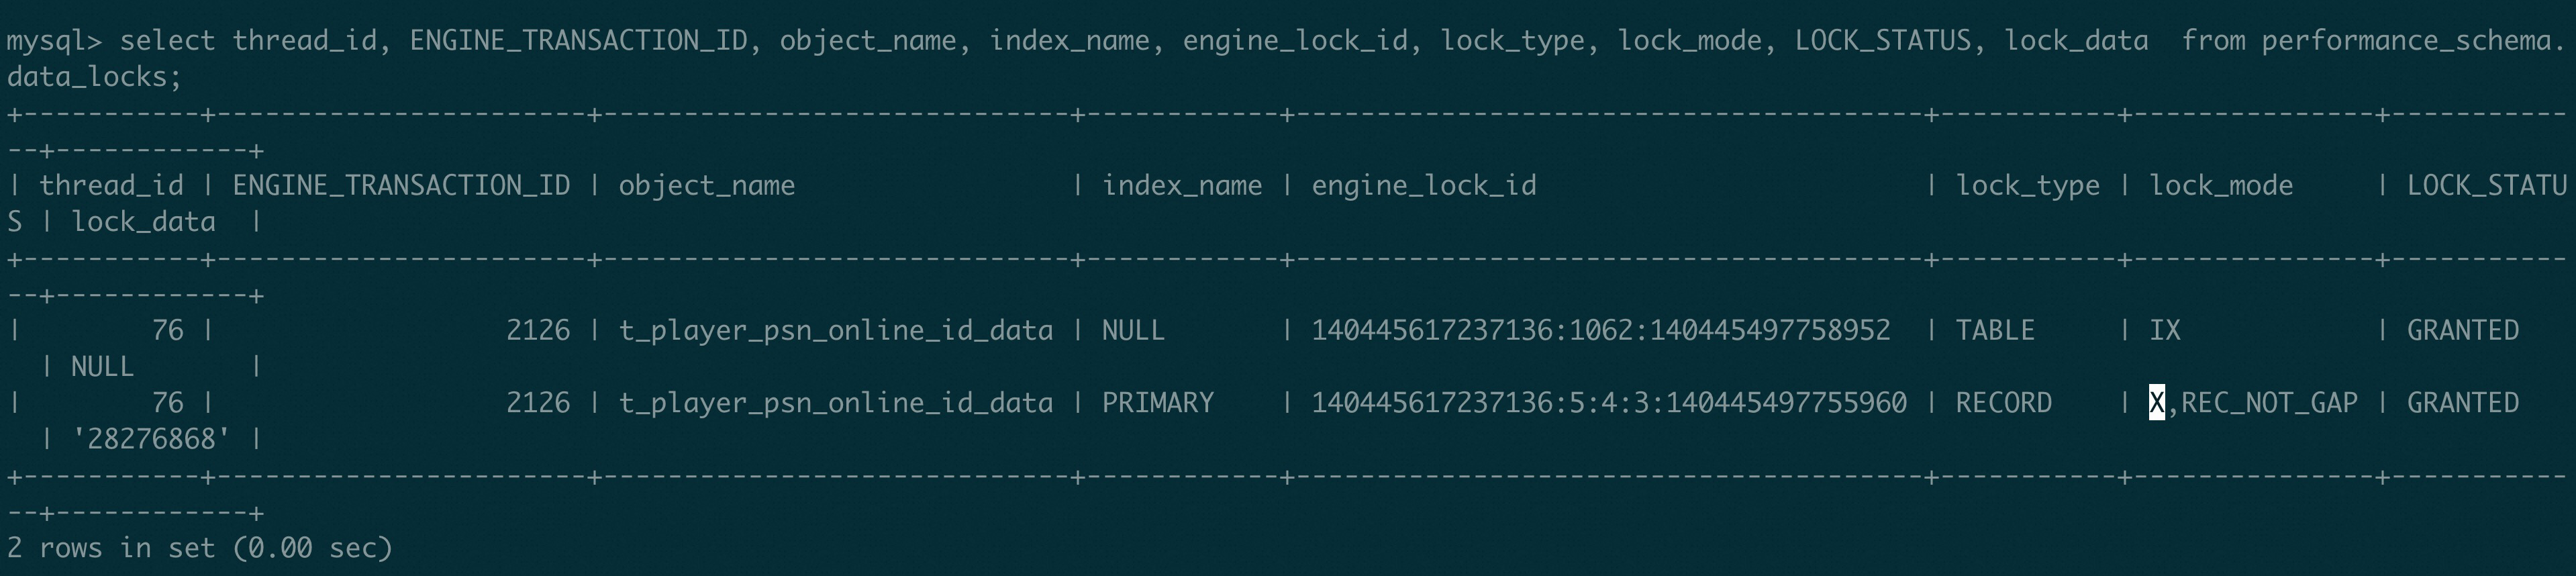 mysql> select thread_id, ENGINE_TRANSACTION_ID, object_name, index_name, engine_lock_id, lock_type, lock_mode, LOCK_STATUS, lock_data  from performance_schema.
data_locks;
+-----------+-----------------------+-----------------------------+------------+---------------------------------------+-----------+---------------+-----------
--+------------+
| thread_id | ENGINE_TRANSACTION_ID | object_name                 | index_name | engine_lock_id                        | lock_type | lock_mode     | LOCK_STATU
S | lock_data  |
+-----------+-----------------------+-----------------------------+------------+---------------------------------------+-----------+---------------+-----------
--+------------+
|        76 |                  2126 | t_player_psn_online_id_data | NULL       | 140445617237136:1062:140445497758952  | TABLE     | IX            | GRANTED
  | NULL       |
|        76 |                  2126 | t_player_psn_online_id_data | PRIMARY    | 140445617237136:5:4:3:140445497755960 | RECORD    | X,REC_NOT_GAP | GRANTED
  | '28276868' |
+-----------+-----------------------+-----------------------------+------------+---------------------------------------+-----------+---------------+-----------
--+------------+
2 rows in set (0.00 sec)